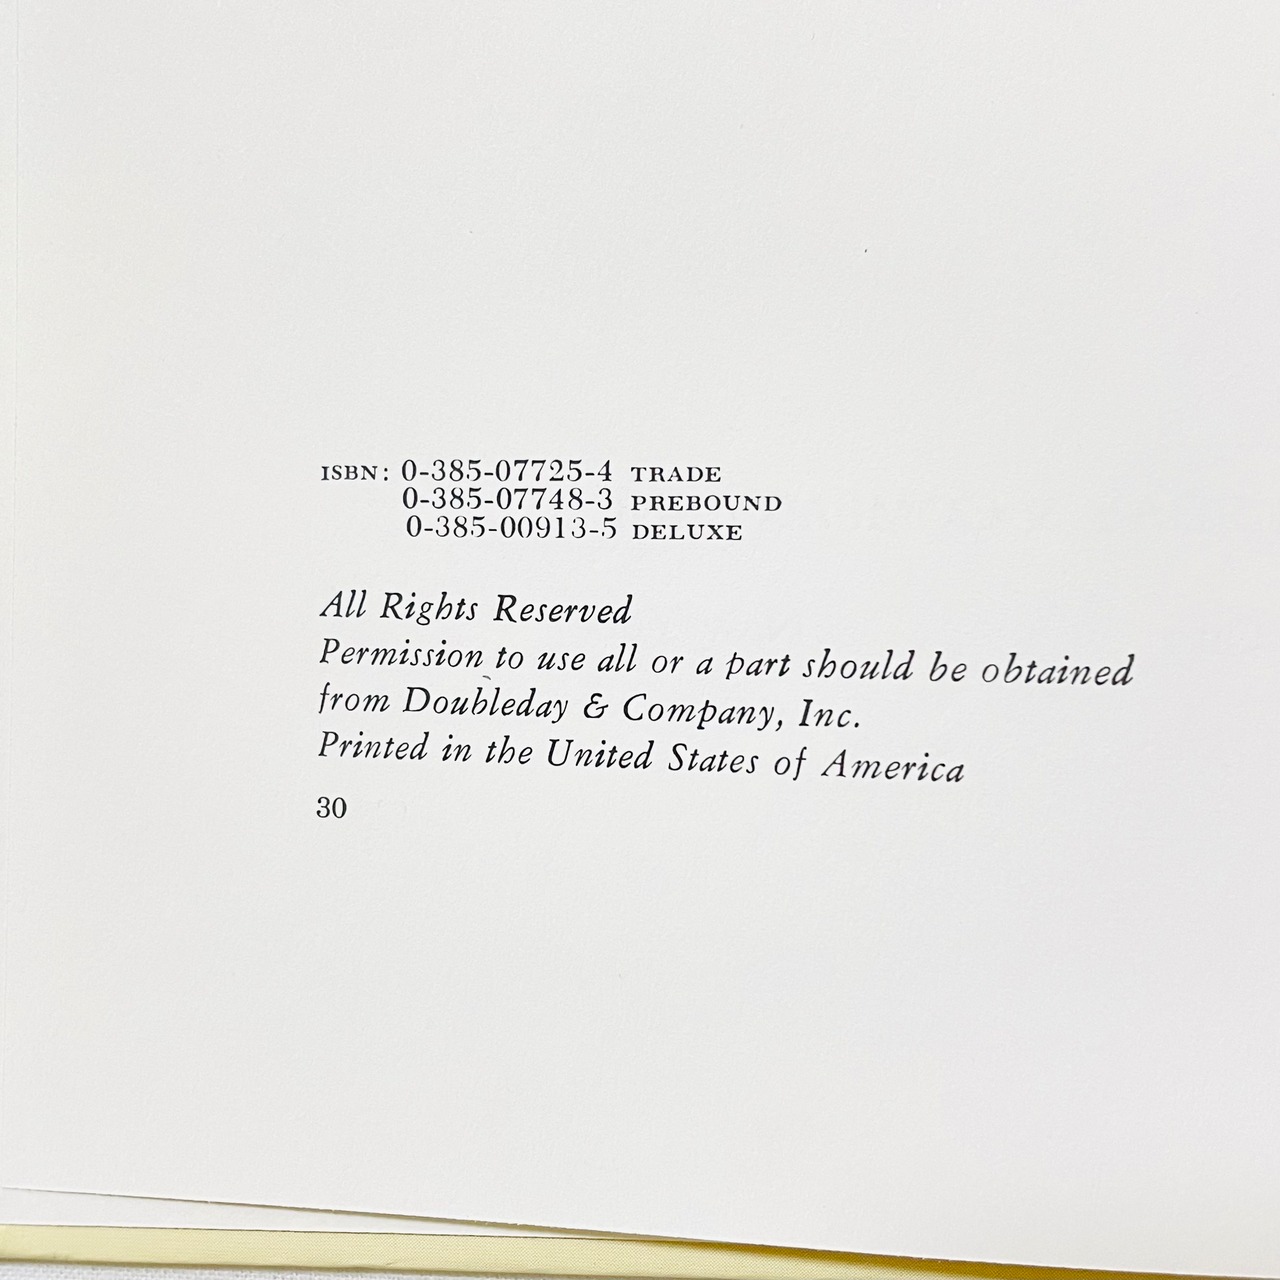 ISBN: 0-385-07725-4 TRADE
0-385-07748-3 PREBOUND
0-385-00913-5 DELUXE
All Rights Reserved
Permission to use all or a part should be obtained
from Doubleday & Company, Inc.
Printed in the United States of America
30